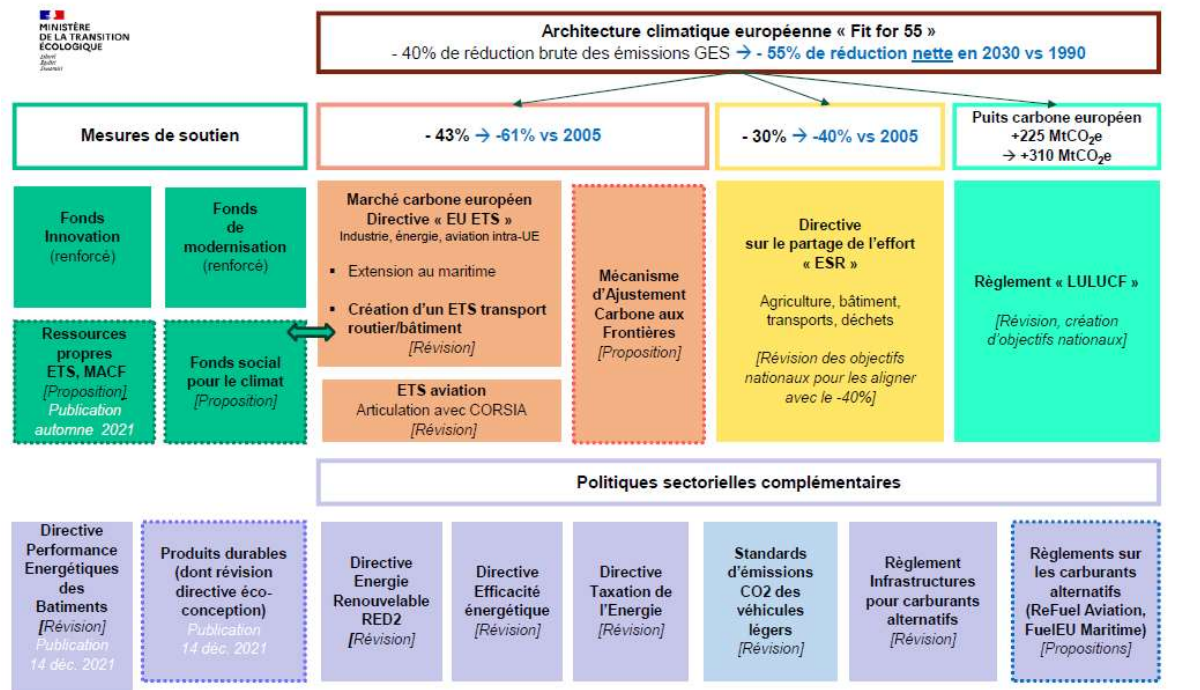 MINISTÈRE
DE LA TRANSITION
ÉCOLOGIQUE
Liberté
Égalité
Fraternité
Architecture climatique européenne « Fit for 55 »
- 40% de réduction brute des émissions GES → - 55% de réduction nette en 2030 vs 1990
Mesures de soutien
- 43% → -61% vs 2005
- 30% → -40% vs 2005
Puits carbone européen
+225 MtCO₂e
→ +310 MtCO₂e
Fonds
Innovation
(renforcé)
Fonds
de
modernisation
(renforcé)
Ressources
propres
ETS, MACF
[Proposition]
Publication
automne 2021
Fonds social
pour le climat
[Proposition]
Marché carbone européen
Directive « EU ETS »
Industrie, énergie, aviation intra-UE
▪ Extension au maritime
▪ Création d'un ETS transport
routier/bâtiment
[Révision]
ETS aviation
Articulation avec CORSIA
[Révision]
Mécanisme
d'Ajustement
Carbone aux
Frontières
[Proposition]
Directive
sur le partage de l'effort
« ESR »
Agriculture, bâtiment,
transports, déchets
[Révision des objectifs
nationaux pour les aligner
avec le -40%]
Règlement « LULUCF »
[Révision, création
d'objectifs nationaux]
Politiques sectorielles complémentaires
Directive
Performance
Energétiques
des
Batiments
[Révision]
Publication
14 déc. 2021
Produits durables
(dont révision
directive éco-
conception)
Publication
14 déc. 2021
Directive
Energie
Renouvelable
RED2
[Révision]
Directive
Efficacité
énergétique
[Révision]
Directive
Taxation de
l'Energie
[Révision]
Standards
d'émissions
CO2 des
véhicules
légers
[Révision]
Règlement
Infrastructures
pour carburants
alternatifs
[Révision]
Règlements sur
les carburants
alternatifs
(ReFuel Aviation,
FuelEU Maritime)
[Propositions]